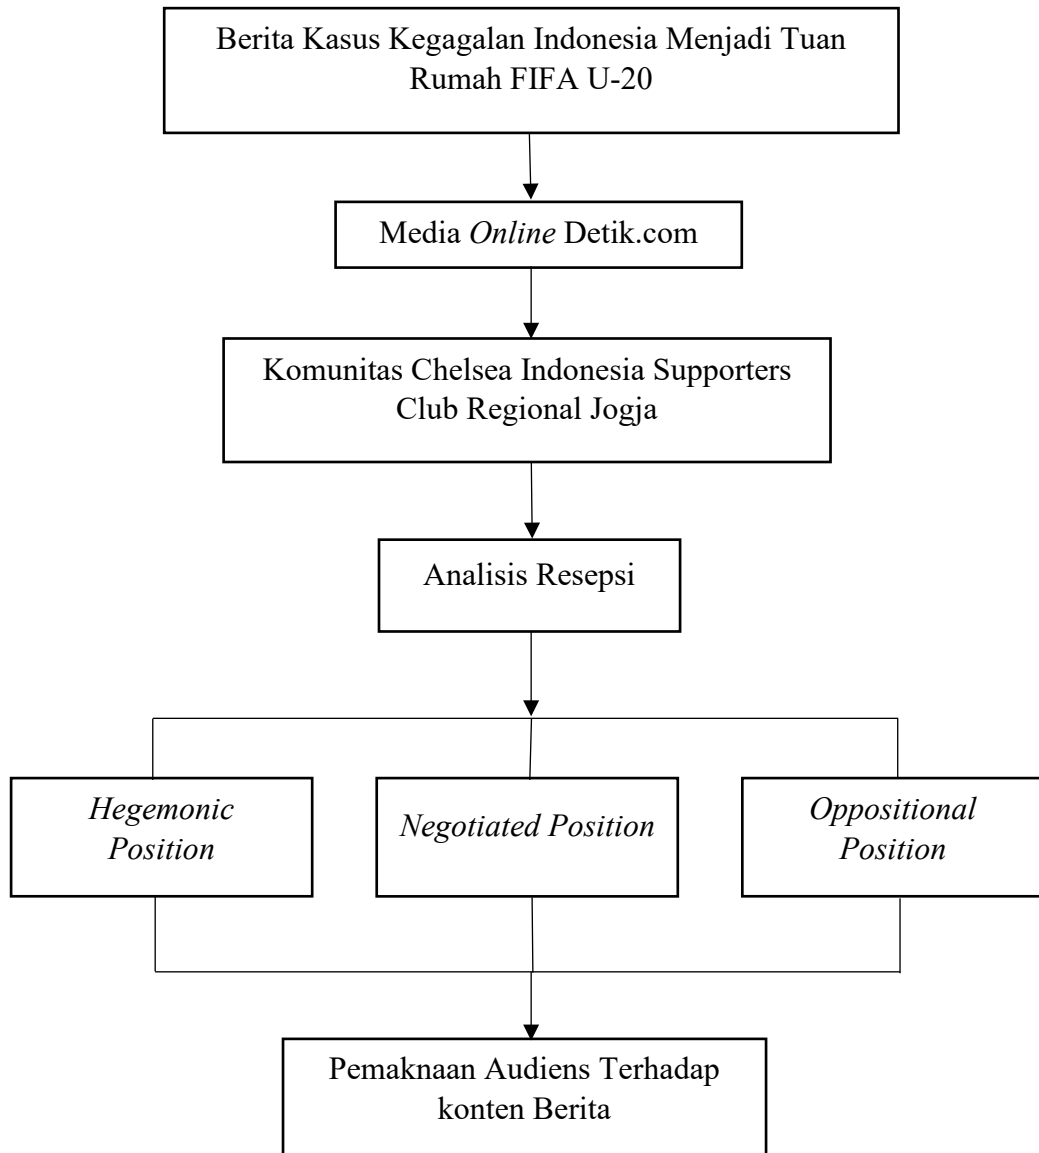 Berita Kasus Kegagalan Indonesia Menjadi Tuan
Rumah FIFA U-20
Media Online Detik.com
Komunitas Chelsea Indonesia Supporters
Club Regional Jogja
Analisis Resepsi
Hegemonic
Position
Negotiated Position
Oppositional
Position
Pemaknaan Audiens Terhadap
konten Berita